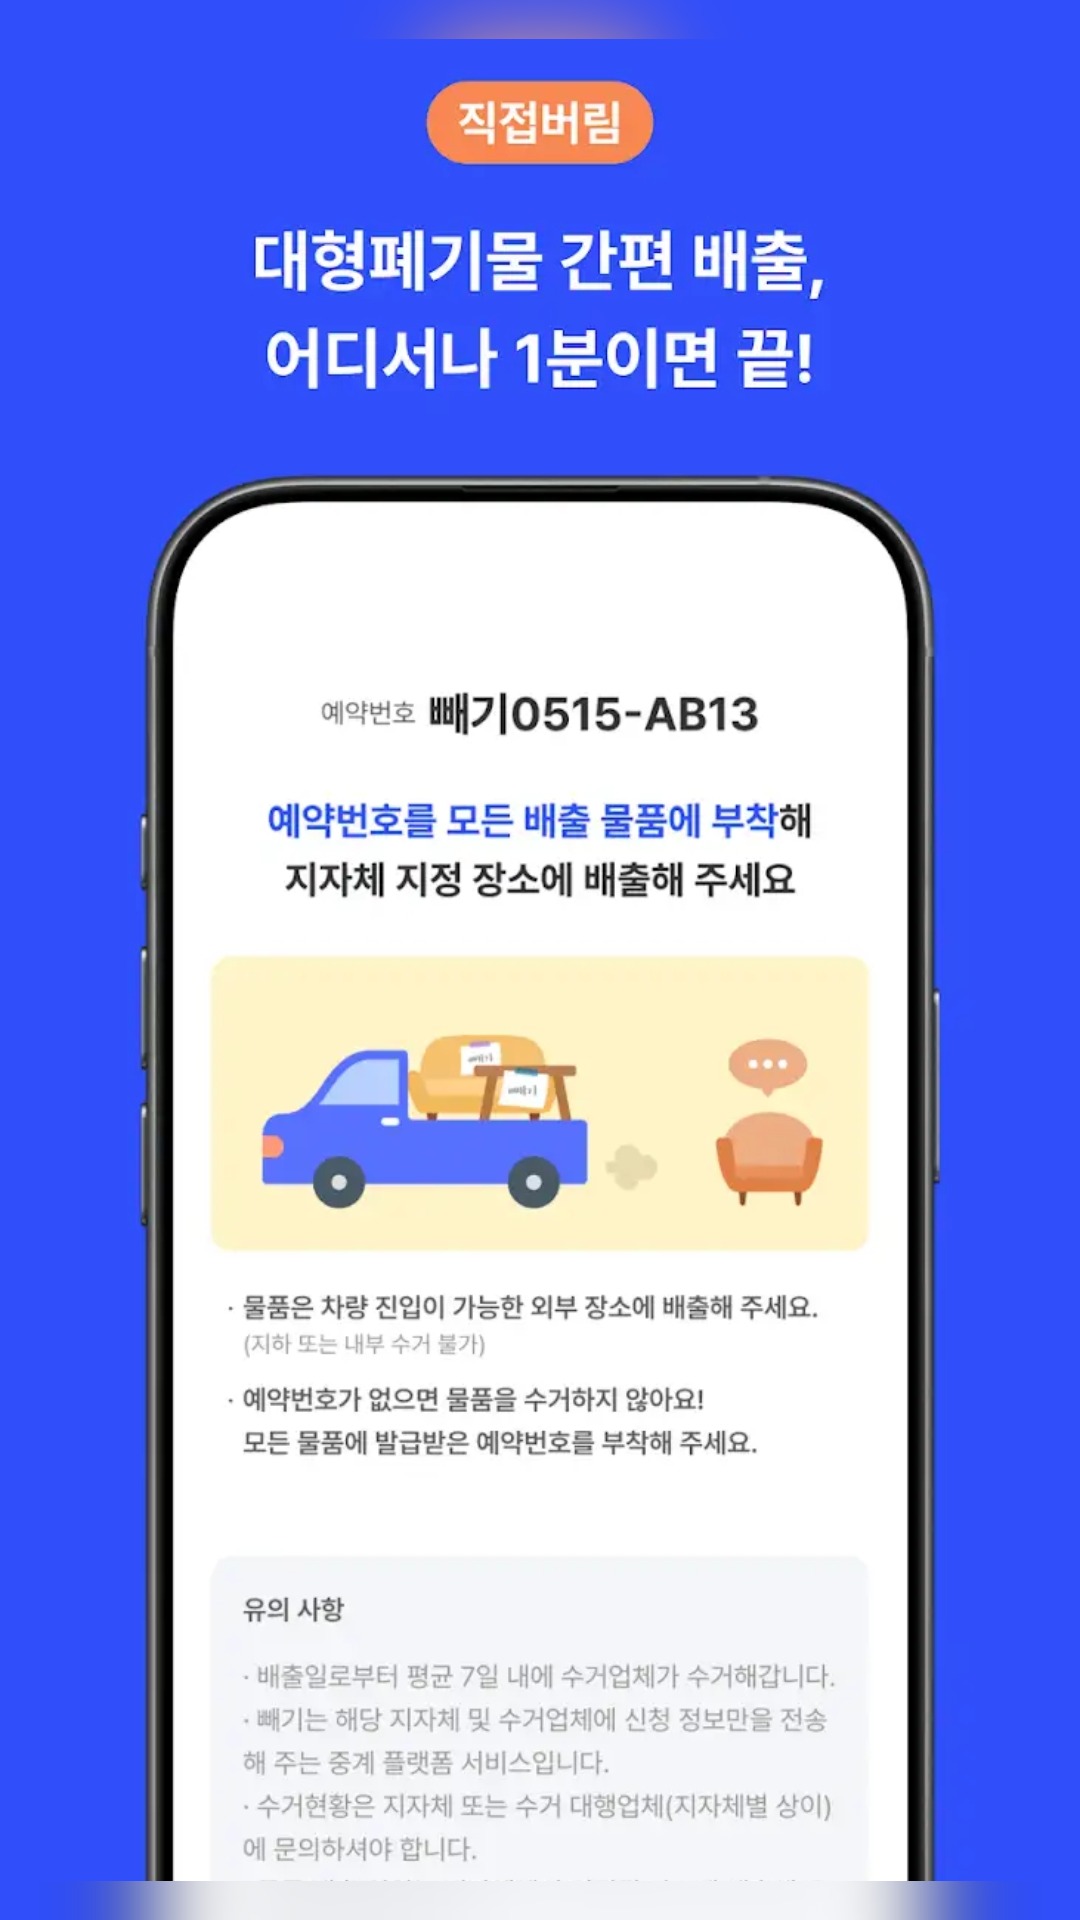 직접버림
대형폐기물 간편 배출,
어디서나 1분이면 끝!
예약번호 빼기0515-AB13
예약번호를 모든 배출 물품에 부착해
지자체 지정 장소에 배출해 주세요
빼기
빼기
· 물품은 차량 진입이 가능한 외부 장소에 배출해 주세요.
(지하 또는 내부 수거 불가)
· 예약번호가 없으면 물품을 수거하지 않아요!
모든 물품에 발급받은 예약번호를 부착해 주세요.
유의 사항
· 배출일로부터 평균 7일 내에 수거업체가 수거해갑니다.
· 빼기는 해당 지자체 및 수거업체에 신청 정보만을 전송
해 주는 중계 플랫폼 서비스입니다.
· 수거현황은 지자체 또는 수거 대행업체(지자체별 상이)
에 문의하셔야 합니다.